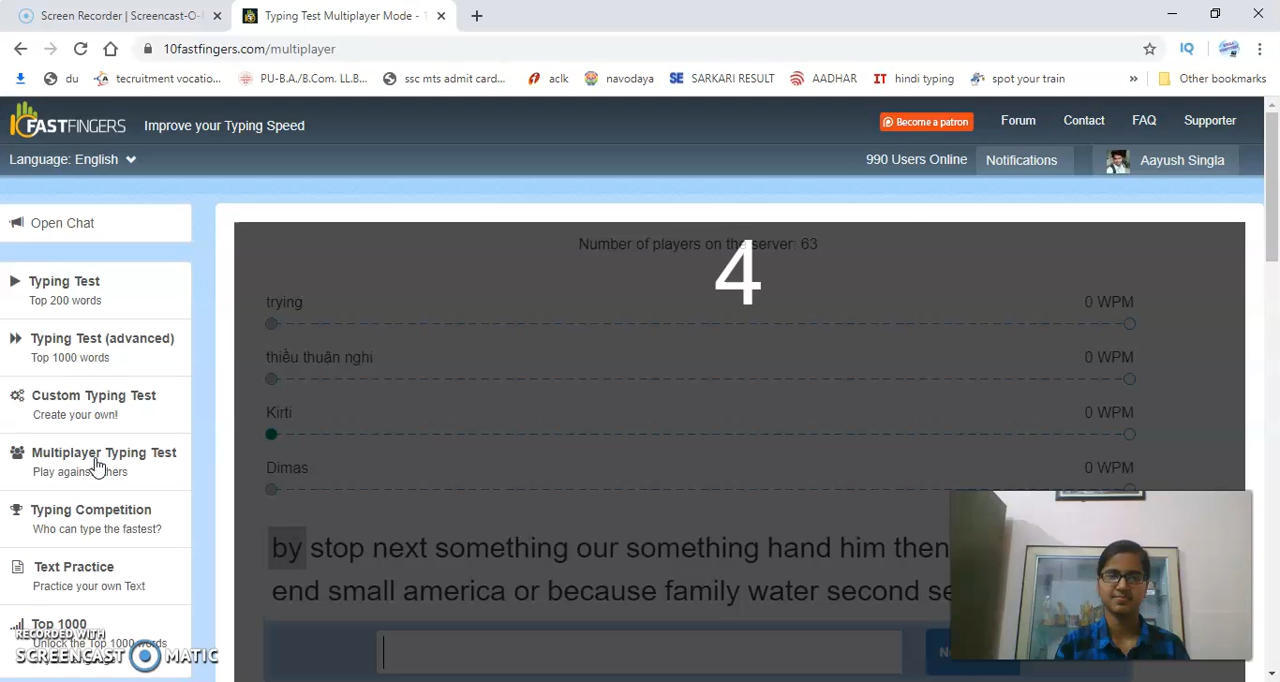 Screen Recorder | Screencast-O-
Typing Test Multiplayer Mode -
10fastfingers.com/multiplayer
IQ
du
tecruitment vocatio...
PU-B.A./B.Com. LL.B...
ssc mts admit card...
aclk
navodaya
SE SARKARI RESULT
AADHAR
IT hindi typing
spot your train
»
Other bookmarks
10FASTFINGERS
Improve your Typing Speed
Become a patron
Forum
Contact
FAQ
Supporter
Language: English
990 Users Online
Notifications
Aayush Singla
Open Chat
Typing Test
Top 200 words
Typing Test (advanced)
Top 1000 words
Custom Typing Test
Create your own!
Multiplayer Typing Test
Play against others
Typing Competition
Who can type the fastest?
Text Practice
Practice your own Text
Top 1000
Unlock the Top 1000 words
RECORDED WITH
SCREENCAST MATIC
Number of players on the server: 63
4
trying 0 WPM
thiều thuận nghi 0 WPM
Kirti 0 WPM
Dimas 0 WPM
by stop next something our something hand him then
end small america or because family water second